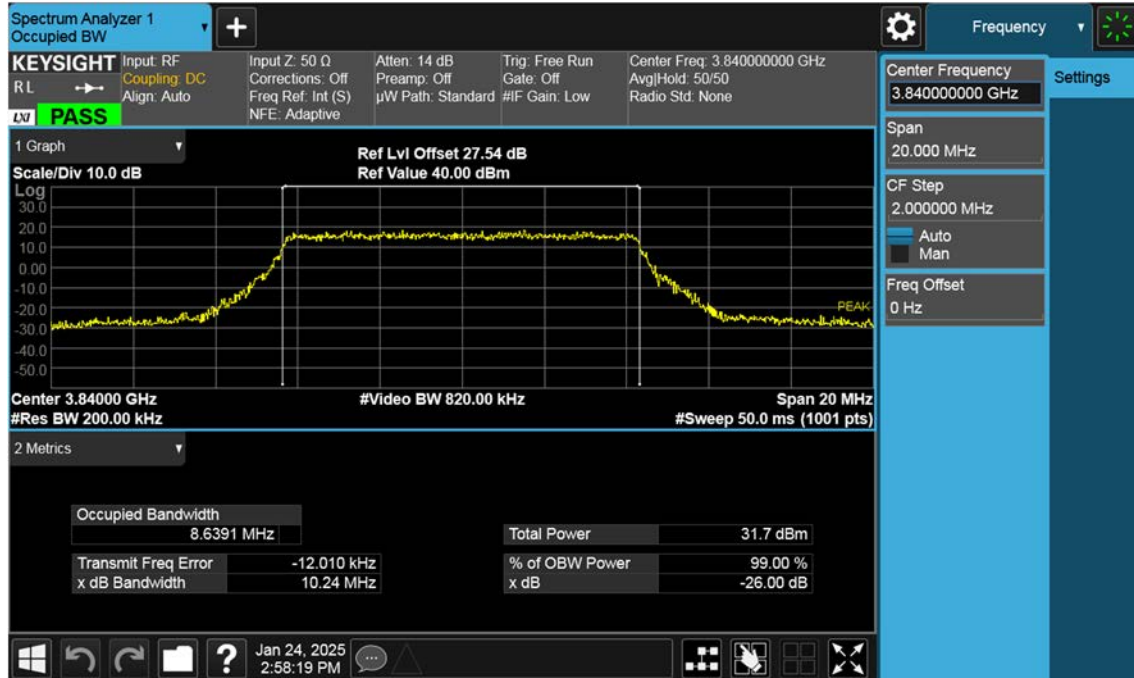 Spectrum Analyzer 1
Occupied BW
+
Frequency
KEYSIGHT
R L
LXI PASS
Input: RF
Coupling: DC
Align: Auto
Input Z: 50 Ω
Corrections: Off
Freq Ref: Int (S)
NFE: Adaptive
Atten: 14 dB
Preamp: Off
µW Path: Standard
Trig: Free Run
Gate: Off
#IF Gain: Low
Center Freq: 3.840000000 GHz
Avg|Hold: 50/50
Radio Std: None
Center Frequency
3.840000000 GHz
Settings
Span
20.000 MHz
CF Step
2.000000 MHz
Auto
Man
Freq Offset
0 Hz
1 Graph
Scale/Div 10.0 dB
Ref Lvl Offset 27.54 dB
Ref Value 40.00 dBm
Log
30.0
20.0
10.0
0.00
-10.0
-20.0
-30.0
-40.0
-50.0
PEAK
Center 3.84000 GHz
#Video BW 820.00 kHz
Span 20 MHz
#Res BW 200.00 kHz
#Sweep 50.0 ms (1001 pts)
2 Metrics
Occupied Bandwidth
8.6391 MHz
Total Power 31.7 dBm
Transmit Freq Error -12.010 kHz
% of OBW Power 99.00 %
x dB Bandwidth 10.24 MHz
x dB -26.00 dB
?
Jan 24, 2025
2:58:19 PM